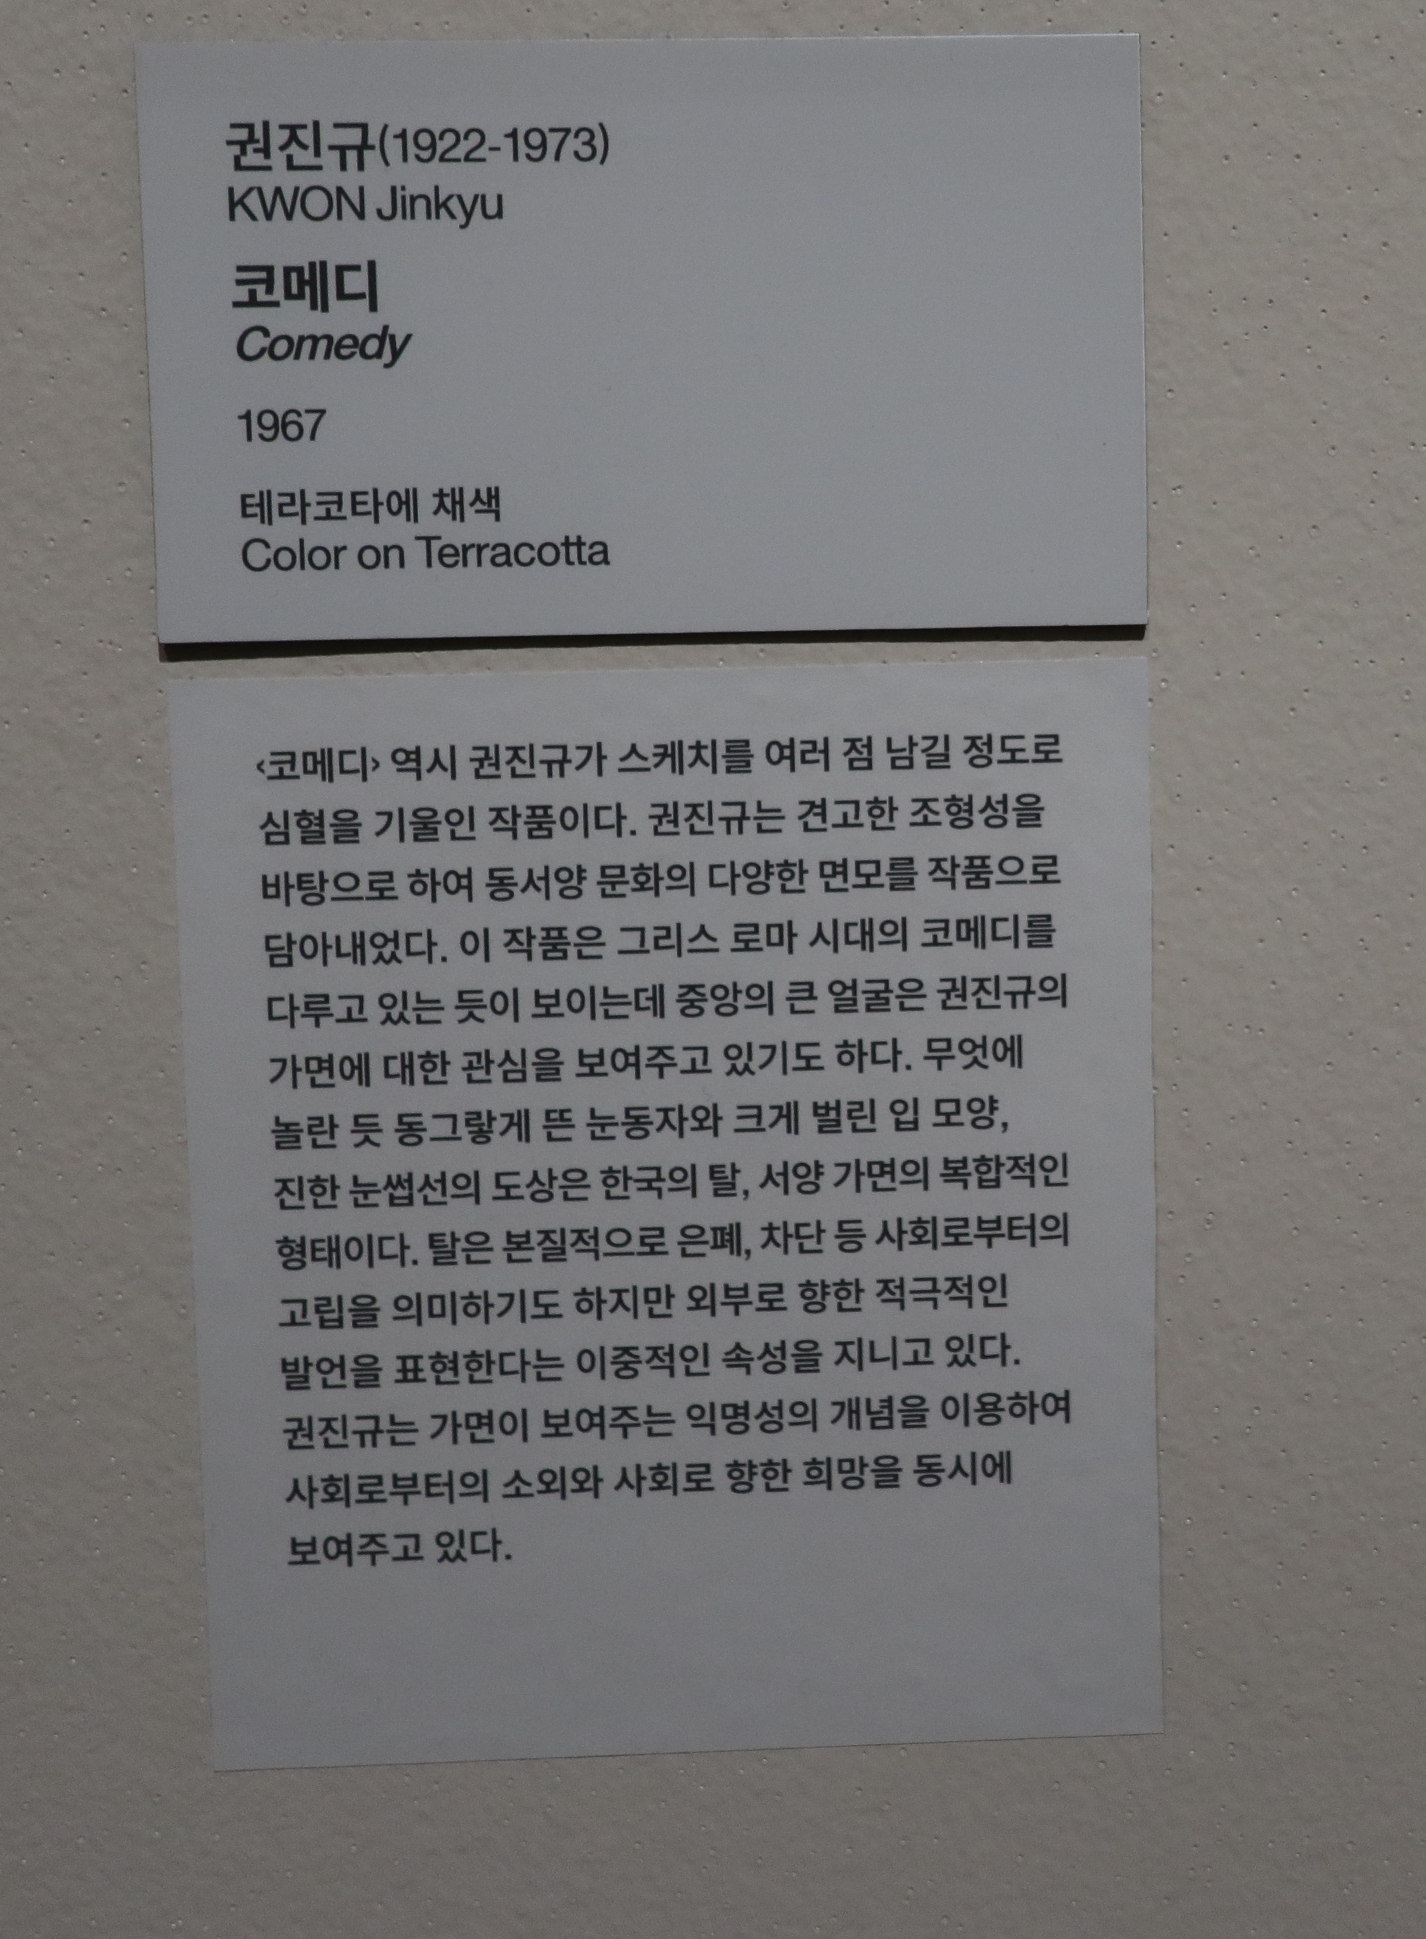 권진규(1922-1973)
KWON Jinkyu
코메디
Comedy
1967
테라코타에 채색
Color on Terracotta
‹코메디› 역시 권진규가 스케치를 여러 점 남길 정도로
심혈을 기울인 작품이다. 권진규는 견고한 조형성을
바탕으로 하여 동서양 문화의 다양한 면모를 작품으로
담아내었다. 이 작품은 그리스 로마 시대의 코메디를
다루고 있는 듯이 보이는데 중앙의 큰 얼굴은 권진규의
가면에 대한 관심을 보여주고 있기도 하다. 무엇에
놀란 듯 동그랗게 뜬 눈동자와 크게 벌린 입 모양,
진한 눈썹선의 도상은 한국의 탈, 서양 가면의 복합적인
형태이다. 탈은 본질적으로 은폐, 차단 등 사회로부터의
고립을 의미하기도 하지만 외부로 향한 적극적인
발언을 표현한다는 이중적인 속성을 지니고 있다.
권진규는 가면이 보여주는 익명성의 개념을 이용하여
사회로부터의 소외와 사회로 향한 희망을 동시에
보여주고 있다.